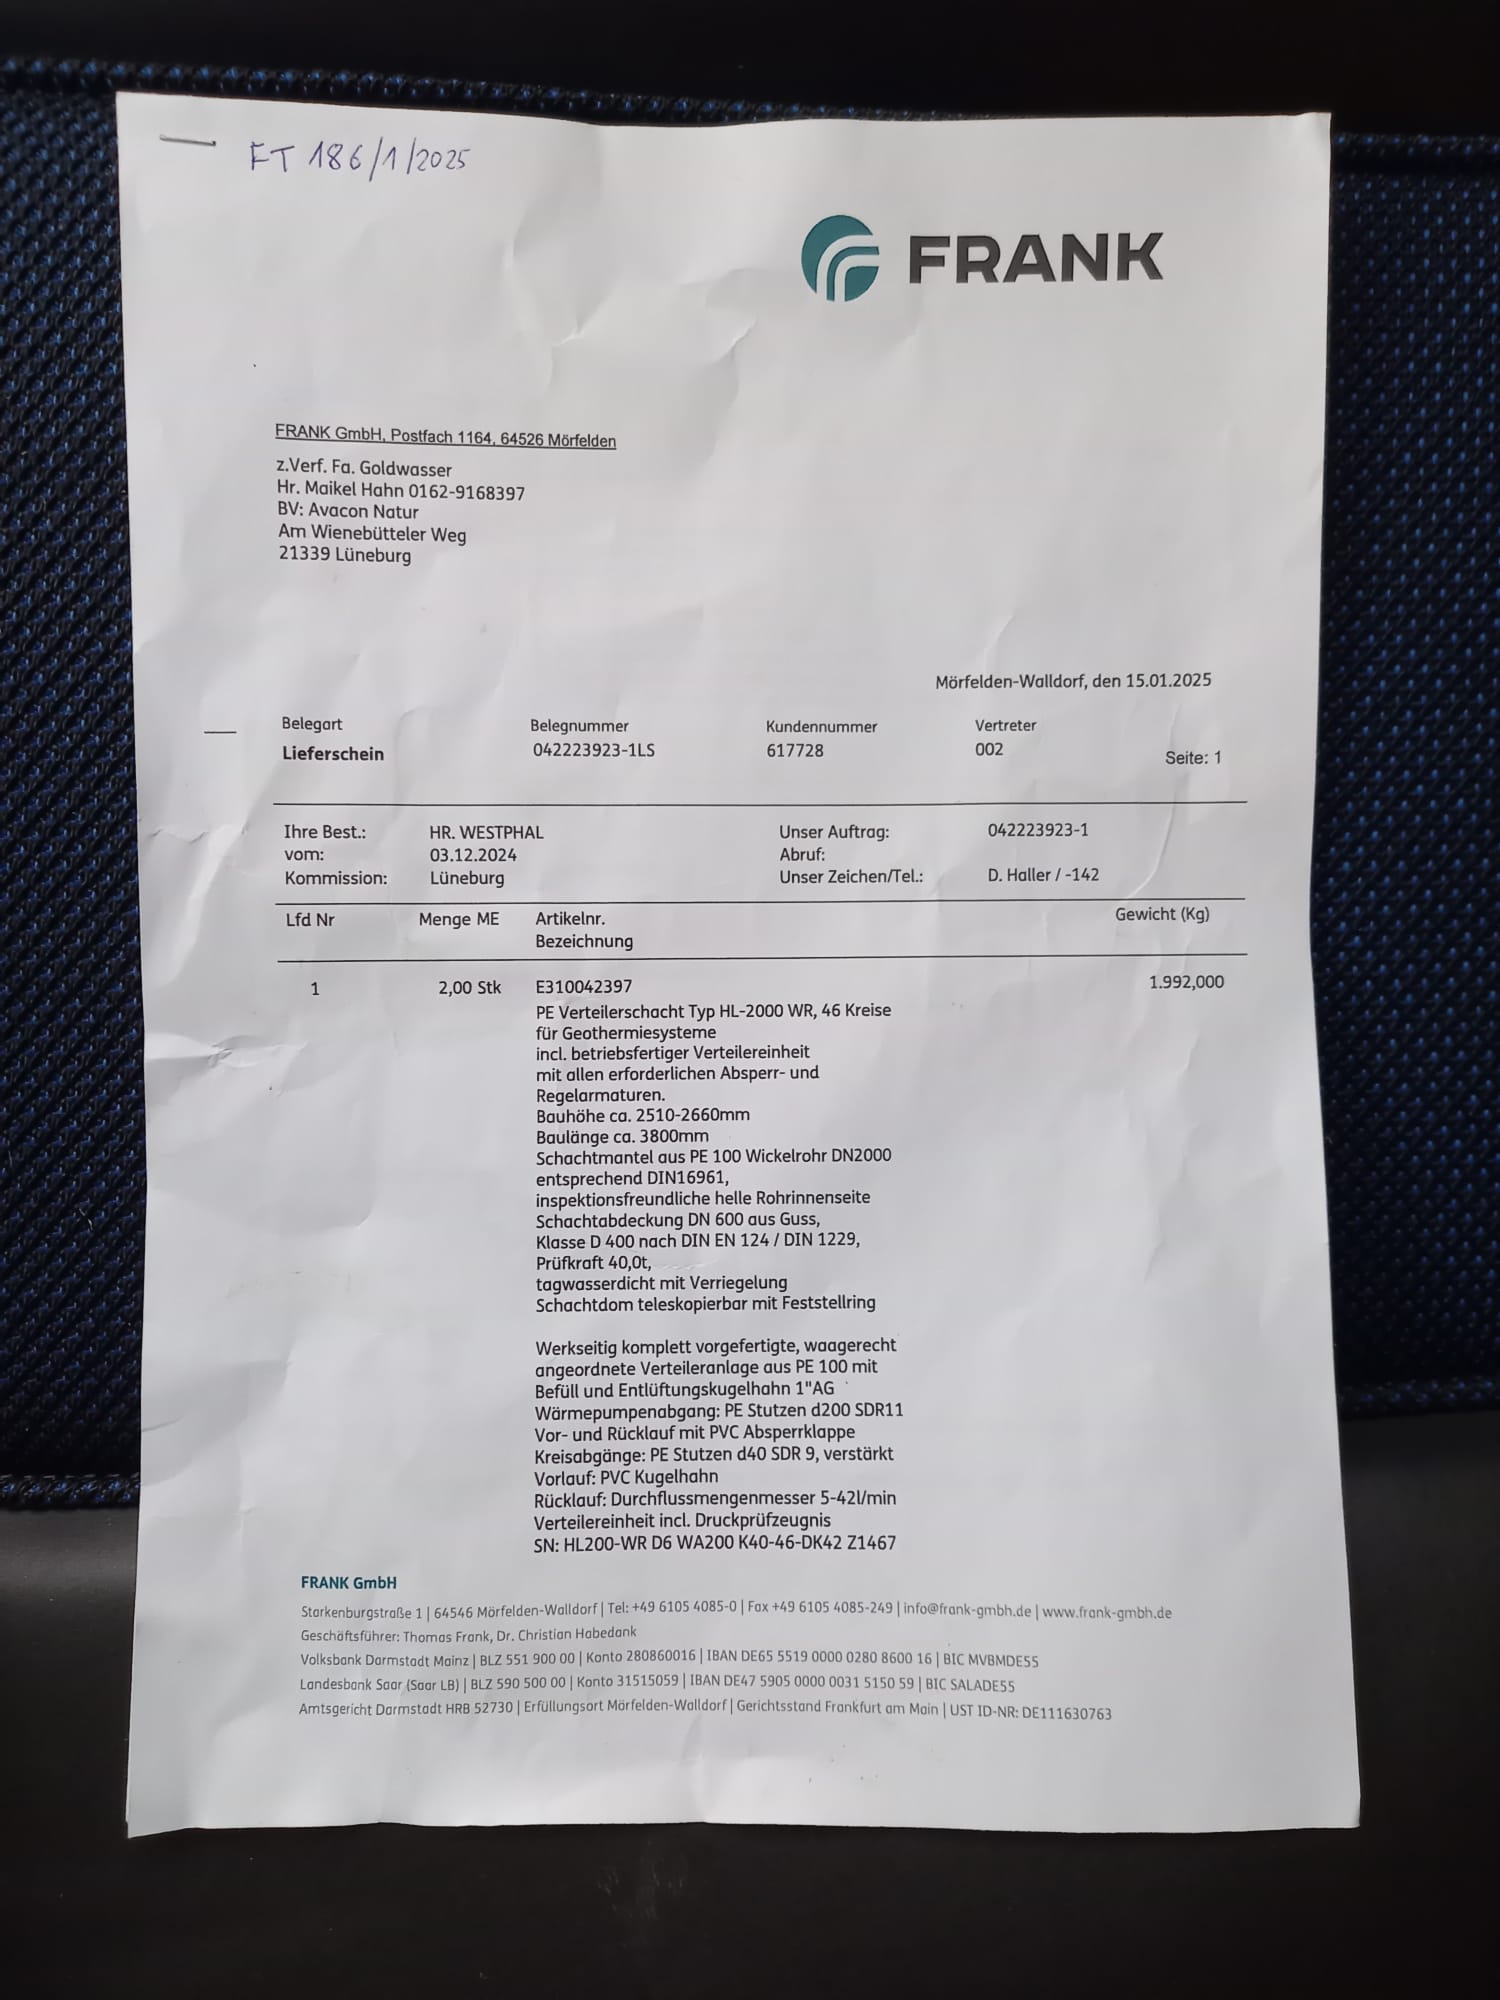 FT 186/1/2025
FRANK
FRANK GmbH, Postfach 1164, 64526 Mörfelden
z.Verf. Fa. Goldwasser
Hr. Maikel Hahn 0162-9168397
BV: Avacon Natur
Am Wienebütteler Weg
21339 Lüneburg
Mörfelden-Walldorf, den 15.01.2025
Belegart Belegnummer Kundennummer Vertreter
Lieferschein 042223923-1LS 617728 002 Seite: 1
Ihre Best.: HR. WESTPHAL Unser Auftrag: 042223923-1
vom: 03.12.2024 Abruf:
Kommission: Lüneburg Unser Zeichen/Tel.: D. Haller / -142
Lfd Nr Menge ME Artikelnr. Gewicht (Kg)
Bezeichnung
1 2,00 Stk E310042397 1.992,000
PE Verteilerschacht Typ HL-2000 WR, 46 Kreise
für Geothermiesysteme
incl. betriebsfertiger Verteilereinheit
mit allen erforderlichen Absperr- und
Regelarmaturen.
Bauhöhe ca. 2510-2660mm
Baulänge ca. 3800mm
Schachtmantel aus PE 100 Wickelrohr DN2000
entsprechend DIN16961,
inspektionsfreundliche helle Rohrinnenseite
Schachtabdeckung DN 600 aus Guss,
Klasse D 400 nach DIN EN 124 / DIN 1229,
Prüfkraft 40,0t,
tagwasserdicht mit Verriegelung
Schachtdom teleskopierbar mit Feststellring
Werkseitig komplett vorgefertigte, waagerecht
angeordnete Verteileranlage aus PE 100 mit
Befüll und Entlüftungskugelhahn 1"AG
Wärmepumpenabgang: PE Stutzen d200 SDR11
Vor- und Rücklauf mit PVC Absperrklappe
Kreisabgänge: PE Stutzen d40 SDR 9, verstärkt
Vorlauf: PVC Kugelhahn
Rücklauf: Durchflussmengenmesser 5-42l/min
Verteilereinheit incl. Druckprüfzeugnis
SN: HL200-WR D6 WA200 K40-46-DK42 Z1467
FRANK GmbH
Starkenburgstraße 1 | 64546 Mörfelden-Walldorf | Tel: +49 6105 4085-0 | Fax +49 6105 4085-249 | info@frank-gmbh.de | www.frank-gmbh.de
Geschäftsführer: Thomas Frank, Dr. Christian Habedank
Volksbank Darmstadt Mainz | BLZ 551 900 00 | Konto 280860016 | IBAN DE65 5519 0000 0280 8600 16 | BIC MVBMDE55
Landesbank Saar (Saar LB) | BLZ 590 500 00 | Konto 31515059 | IBAN DE47 5905 0000 0031 5150 59 | BIC SALADE55
Amtsgericht Darmstadt HRB 52730 | Erfüllungsort Mörfelden-Walldorf | Gerichtsstand Frankfurt am Main | UST ID-NR: DE111630763